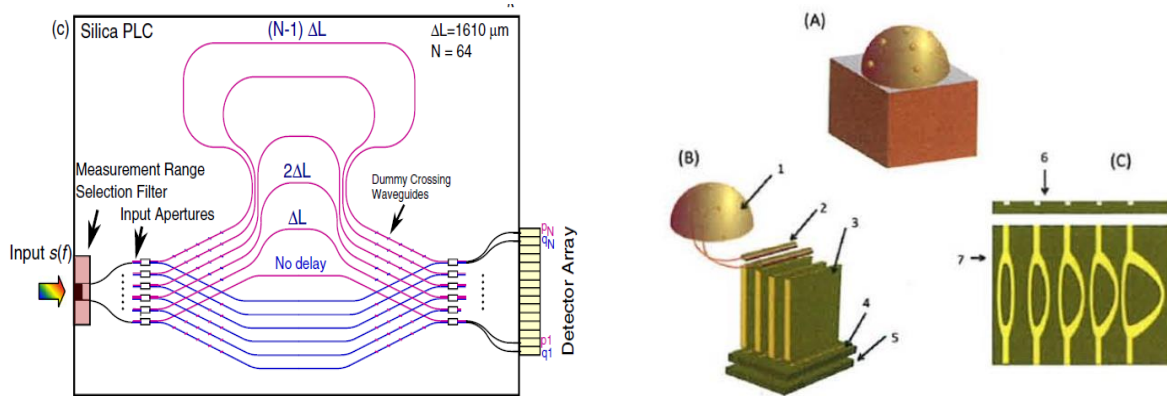 (c)
Silica PLC
(N-1) ΔL
ΔL=1610 μm
N = 64
Measurement Range
Selection Filter
Input Apertures
2ΔL
ΔL
No delay
Dummy Crossing
Waveguides
Input s(f)
pN
qN
p1
q1
Detector Array
(A)
(B)
1
2
3
4
5
6
(C)
7